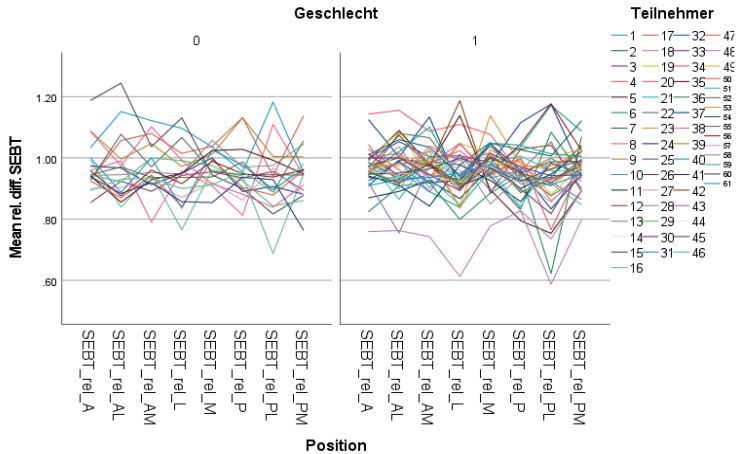 Geschlecht
0
1
Mean rel.diff. SEBT
1.20
1.00
.80
.60
SEBT_rel_A
SEBT_rel_AL
SEBT_rel_AM
SEBT_rel_L
SEBT_rel_M
SEBT_rel_P
SEBT_rel_PL
SEBT_rel_PM
SEBT_rel_A
SEBT_rel_AL
SEBT_rel_AM
SEBT_rel_L
SEBT_rel_M
SEBT_rel_P
SEBT_rel_PL
SEBT_rel_PM
Position
Teilnehmer
1 17 32 47
2 18 33 48
3 19 34 49
4 20 35 50
5 21 36 51
6 22 37 52
7 23 38 53
8 24 39 54
9 25 40 55
10 26 41 56
11 27 42 57
12 28 43 58
13 29 44 59
14 30 45 60
15 31 46 61
16